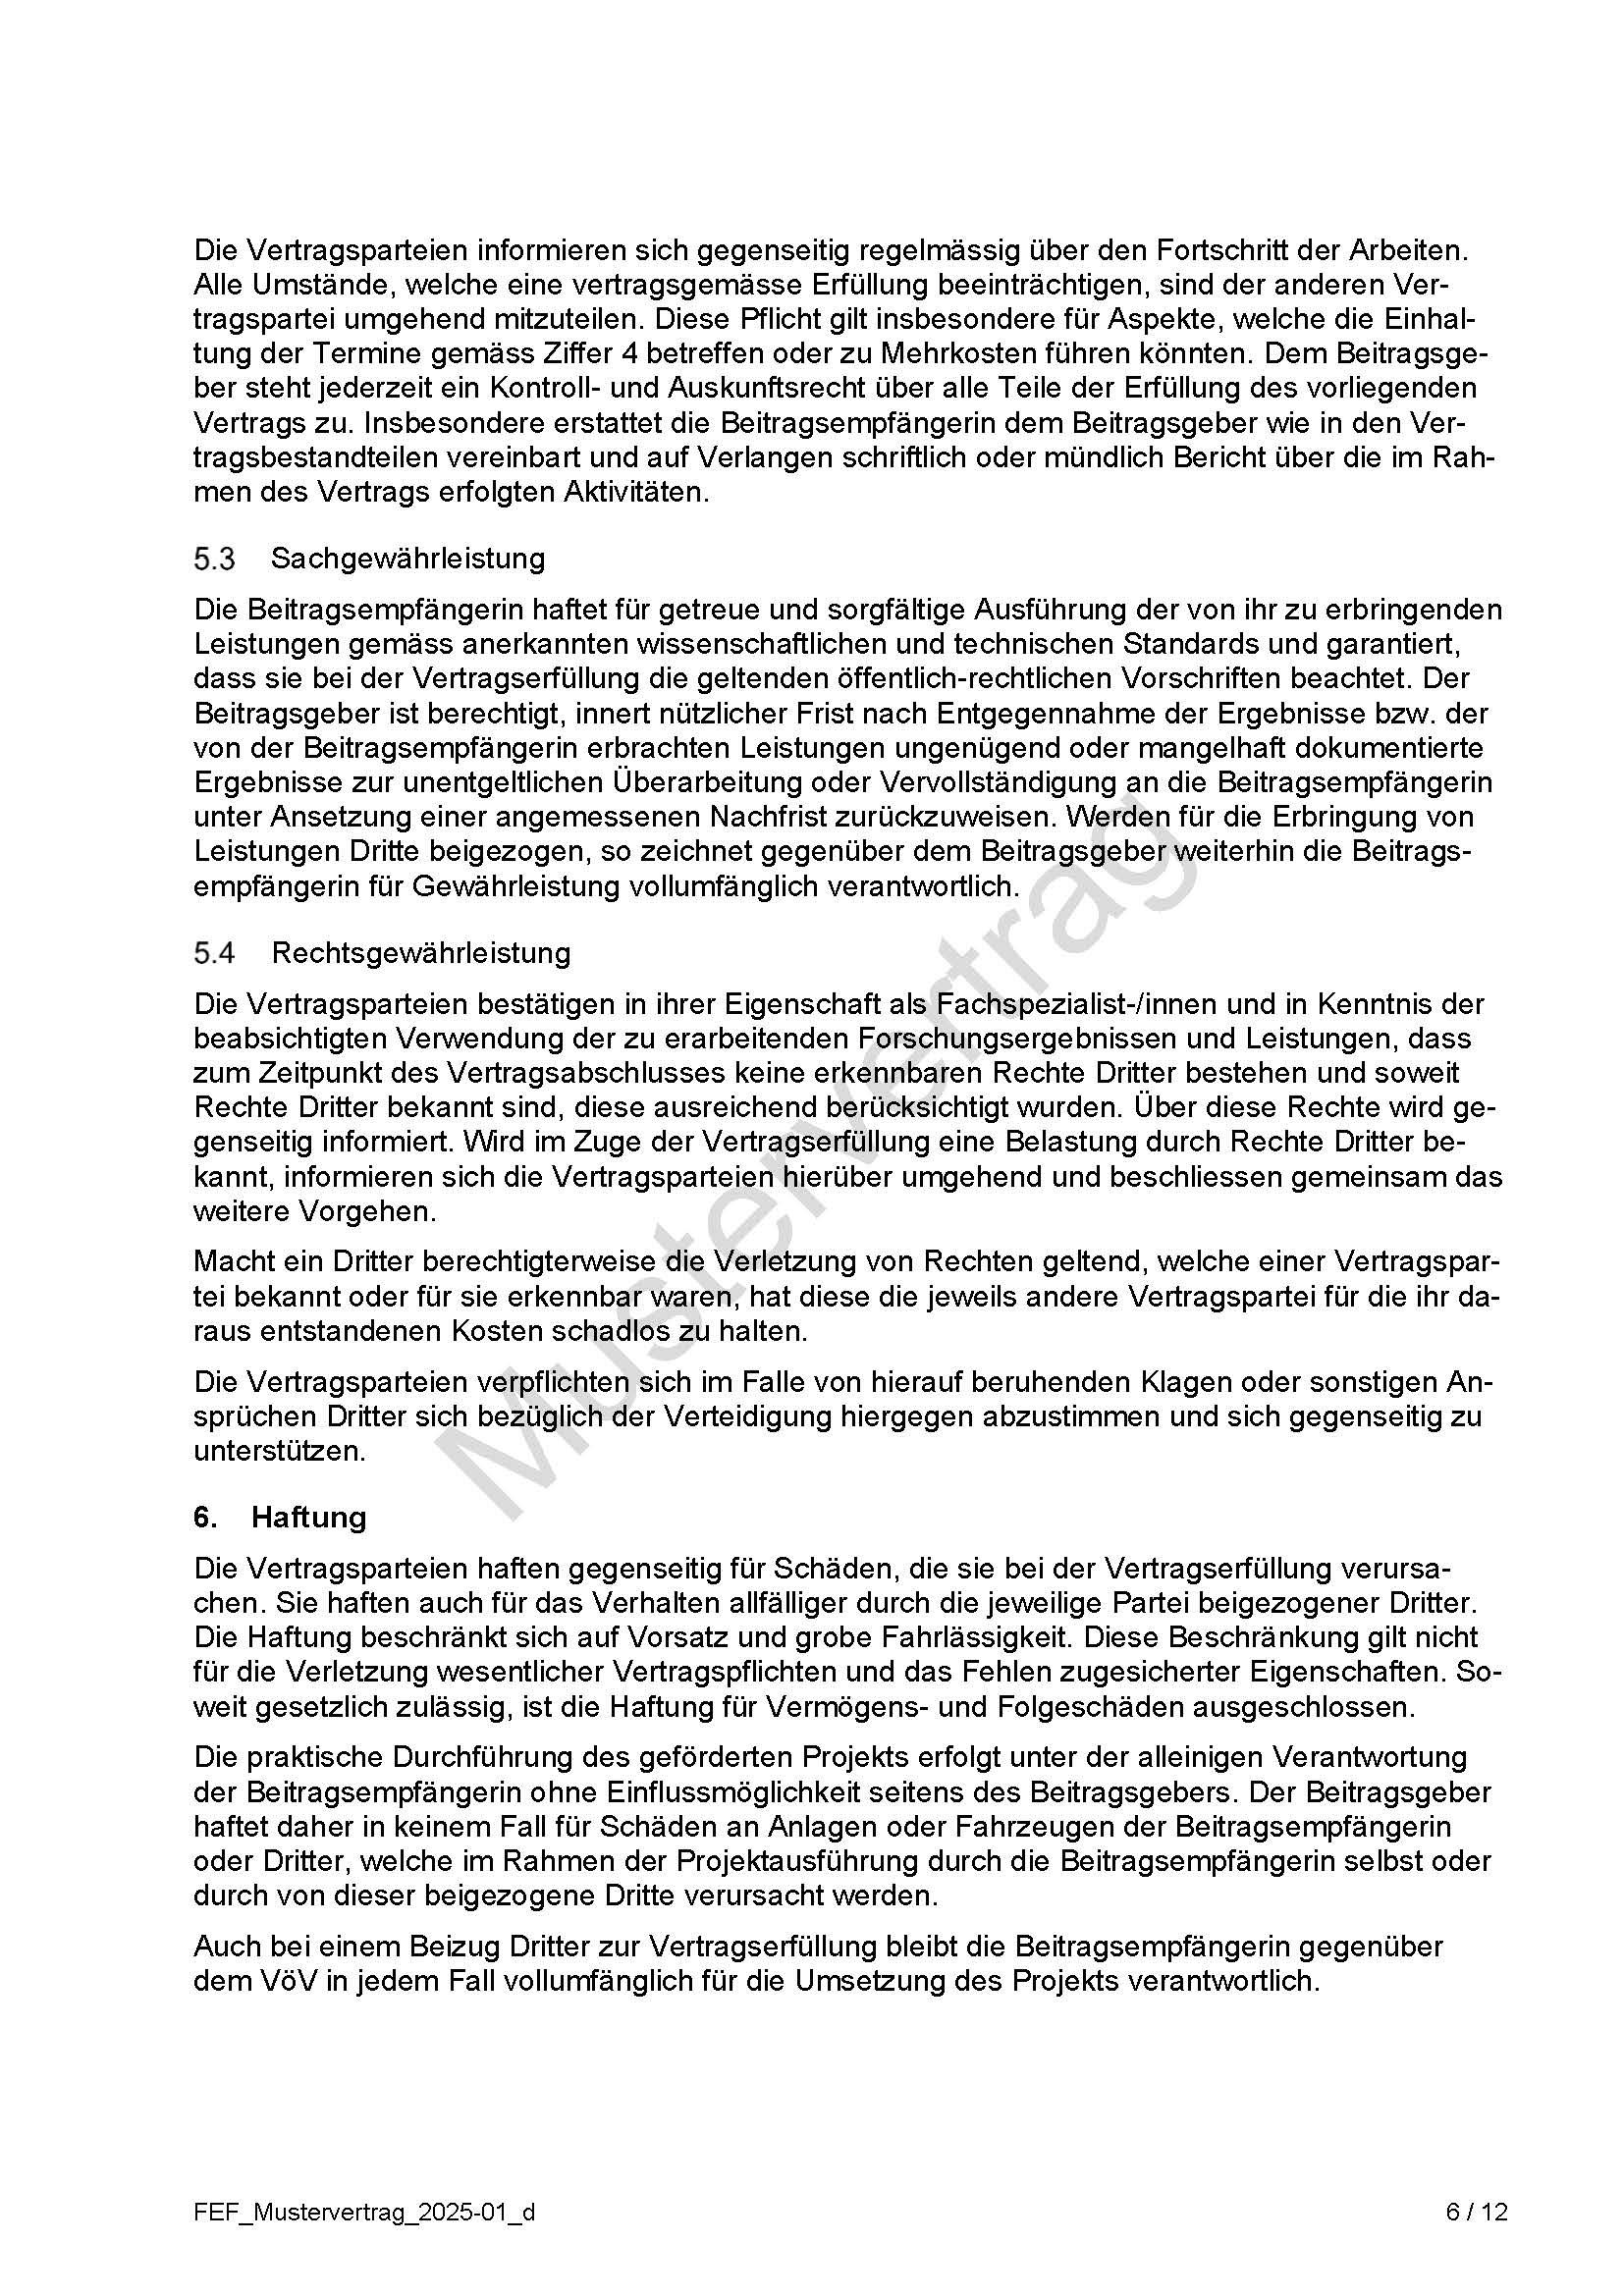 Die Vertragsparteien informieren sich gegenseitig regelmässig über den Fortschritt der Arbeiten.
Alle Umstände, welche eine vertragsgemässe Erfüllung beeinträchtigen, sind der anderen Ver-
tragspartei umgehend mitzuteilen. Diese Pflicht gilt insbesondere für Aspekte, welche die Einhal-
tung der Termine gemäss Ziffer 4 betreffen oder zu Mehrkosten führen könnten. Dem Beitragsge-
ber steht jederzeit ein Kontroll- und Auskunftsrecht über alle Teile der Erfüllung des vorliegenden
Vertrags zu. Insbesondere erstattet die Beitragsempfängerin dem Beitragsgeber wie in den Ver-
tragsbestandteilen vereinbart und auf Verlangen schriftlich oder mündlich Bericht über die im Rah-
men des Vertrags erfolgten Aktivitäten.
5.3 Sachgewährleistung
Die Beitragsempfängerin haftet für getreue und sorgfältige Ausführung der von ihr zu erbringenden
Leistungen gemäss anerkannten wissenschaftlichen und technischen Standards und garantiert,
dass sie bei der Vertragserfüllung die geltenden öffentlich-rechtlichen Vorschriften beachtet. Der
Beitragsgeber ist berechtigt, innert nützlicher Frist nach Entgegennahme der Ergebnisse bzw. der
von der Beitragsempfängerin erbrachten Leistungen ungenügend oder mangelhaft dokumentierte
Ergebnisse zur unentgeltlichen Überarbeitung oder Vervollständigung an die Beitragsempfängerin
unter Ansetzung einer angemessenen Nachfrist zurückzuweisen. Werden für die Erbringung von
Leistungen Dritte beigezogen, so zeichnet gegenüber dem Beitragsgeber weiterhin die Beitrags-
empfängerin für Gewährleistung vollumfänglich verantwortlich.
5.4 Rechtsgewährleistung
Die Vertragsparteien bestätigen in ihrer Eigenschaft als Fachspezialist-/innen und in Kenntnis der
beabsichtigten Verwendung der zu erarbeitenden Forschungsergebnissen und Leistungen, dass
zum Zeitpunkt des Vertragsabschlusses keine erkennbaren Rechte Dritter bestehen und soweit
Rechte Dritter bekannt sind, diese ausreichend berücksichtigt wurden. Über diese Rechte wird ge-
genseitig informiert. Wird im Zuge der Vertragserfüllung eine Belastung durch Rechte Dritter be-
kannt, informieren sich die Vertragsparteien hierüber umgehend und beschliessen gemeinsam das
weitere Vorgehen.
Macht ein Dritter berechtigterweise die Verletzung von Rechten geltend, welche einer Vertragspar-
tei bekannt oder für sie erkennbar waren, hat diese die jeweils andere Vertragspartei für die ihr da-
raus entstandenen Kosten schadlos zu halten.
Die Vertragsparteien verpflichten sich im Falle von hierauf beruhenden Klagen oder sonstigen An-
sprüchen Dritter sich bezüglich der Verteidigung hiergegen abzustimmen und sich gegenseitig zu
unterstützen.
6. Haftung
Die Vertragsparteien haften gegenseitig für Schäden, die sie bei der Vertragserfüllung verursa-
chen. Sie haften auch für das Verhalten allfälliger durch die jeweilige Partei beigezogener Dritter.
Die Haftung beschränkt sich auf Vorsatz und grobe Fahrlässigkeit. Diese Beschränkung gilt nicht
für die Verletzung wesentlicher Vertragspflichten und das Fehlen zugesicherter Eigenschaften. So-
weit gesetzlich zulässig, ist die Haftung für Vermögens- und Folgeschäden ausgeschlossen.
Die praktische Durchführung des geförderten Projekts erfolgt unter der alleinigen Verantwortung
der Beitragsempfängerin ohne Einflussmöglichkeit seitens des Beitragsgebers. Der Beitragsgeber
haftet daher in keinem Fall für Schäden an Anlagen oder Fahrzeugen der Beitragsempfängerin
oder Dritter, welche im Rahmen der Projektausführung durch die Beitragsempfängerin selbst oder
durch von dieser beigezogene Dritte verursacht werden.
Auch bei einem Beizug Dritter zur Vertragserfüllung bleibt die Beitragsempfängerin gegenüber
dem VöV in jedem Fall vollumfänglich für die Umsetzung des Projekts verantwortlich.
Mustervertrag
FEF_Mustervertrag_2025-01_d 6 / 12